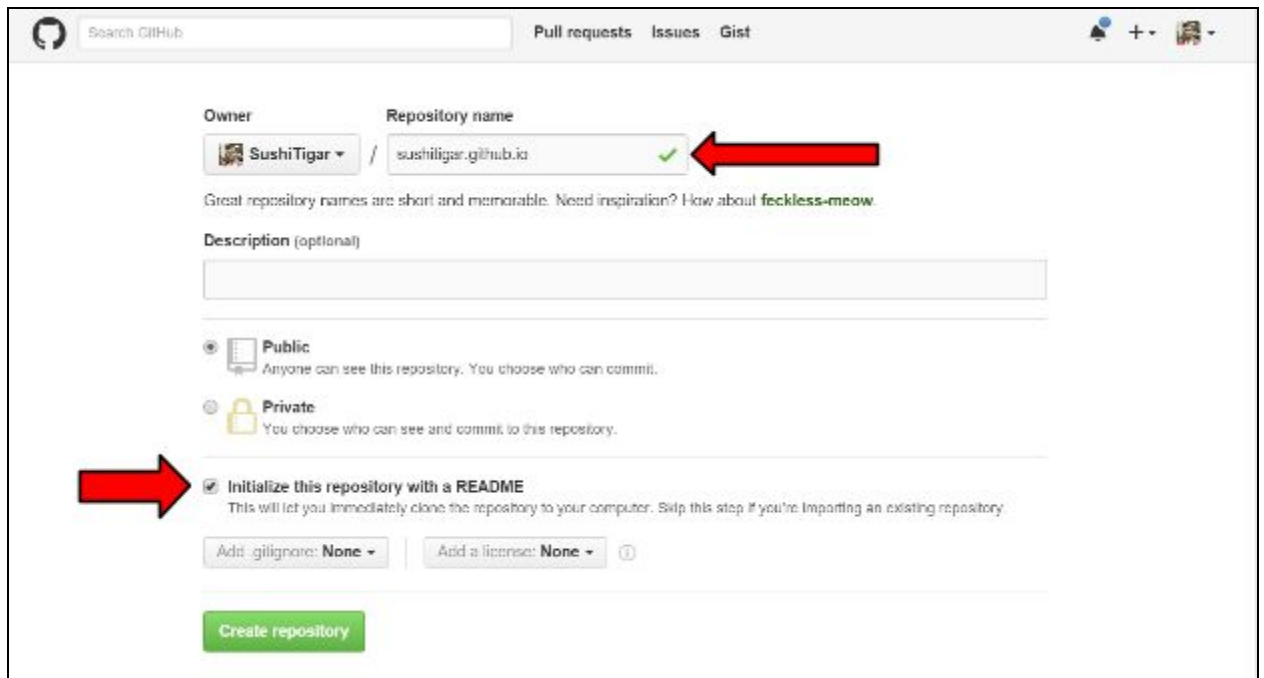 Search GitHub
Pull requests Issues Gist
Owner Repository name
SushiTigar / sushitigar.github.io
Great repository names are short and memorable. Need inspiration? How about feckless-meow.
Description (optional)
Public
Anyone can see this repository. You choose who can commit.
Private
You choose who can see and commit to this repository.
Initialize this repository with a README
This will let you immediately clone the repository to your computer. Skip this step if you're importing an existing repository.
Add .gitignore: None Add a license: None
Create repository